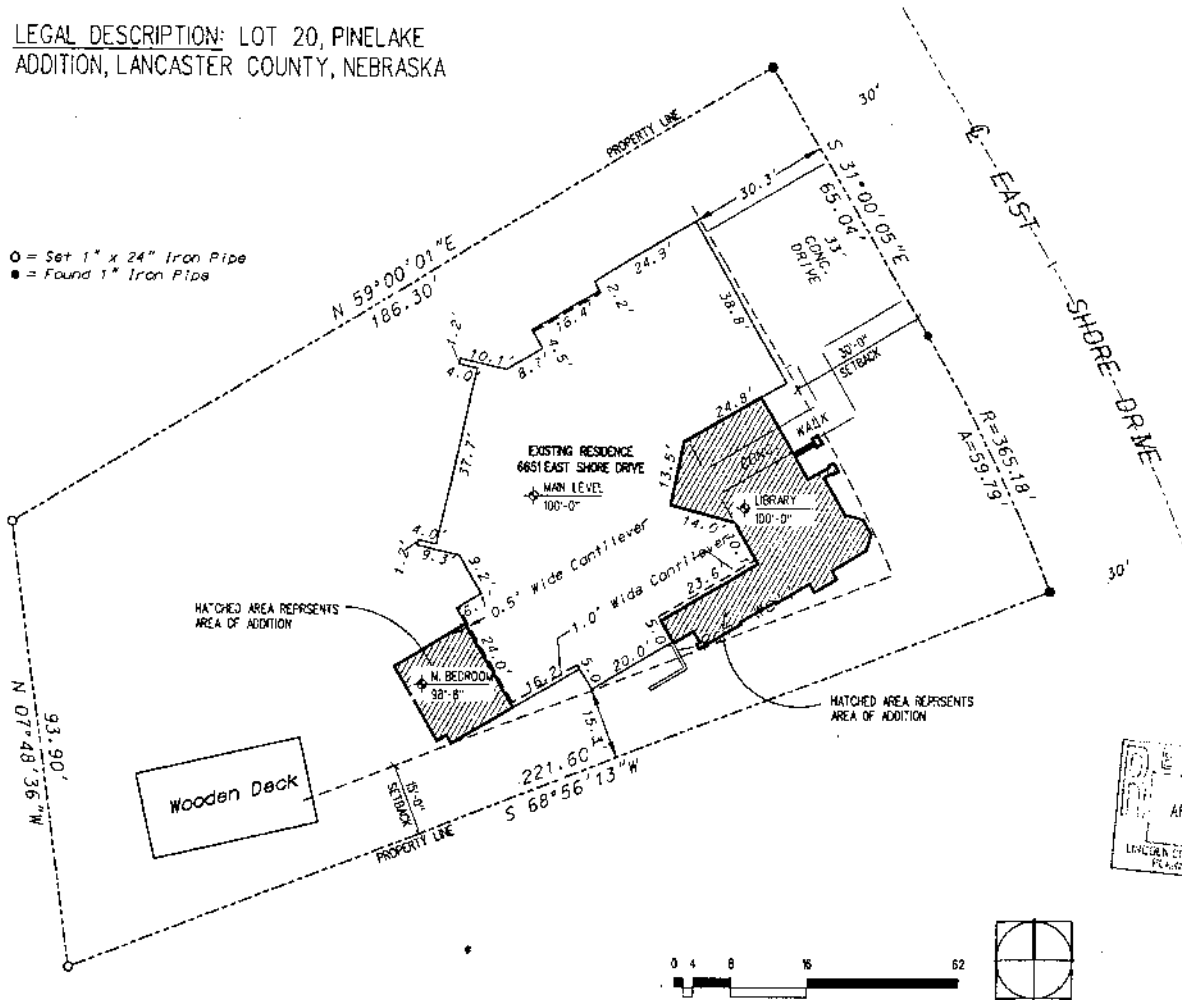 LEGAL DESCRIPTION: LOT 20, PINELAKE
ADDITION, LANCASTER COUNTY, NEBRASKA
O = Set 1" x 24" Iron Pipe
● = Found 1" Iron Pipe
PROPERTY LINE
N 59°00'01"E
186.30'
30'
℄ EAST SHORE DRIVE
S 31°00'05"E
65.04'
30.3'
33'
CONC.
DRIVE
24.3'
2.2'
16.4'
4.5'
8.7'
10.1'
1.2'
4.0'
38.8'
30'-0"
SETBACK
24.8'
CONC. WALK
R=365.18'
A=59.79'
37.7'
EXISTING RESIDENCE
6651 EAST SHORE DRIVE
MAIN LEVEL
100'-0"
13.5'
LIBRARY
100'-0"
14.0'
10.1'
4.0'
1.2'
9.3'
9.2'
6.1'
0.5' Wide Cantilever
1.0' Wide Cantilever
23.6'
30'
HATCHED AREA REPRSENTS
AREA OF ADDITION
24.0'
M. BEDROOM
98'-8"
16.2'
5.0'
20.0'
5.0'
15.3'
HATCHED AREA REPRSENTS
AREA OF ADDITION
N 07°48'36"W
93.90'
Wooden Deck
15'-0"
SETBACK
221.60'
S 68°56'13"W
PROPERTY LINE
0 4 8 16 62